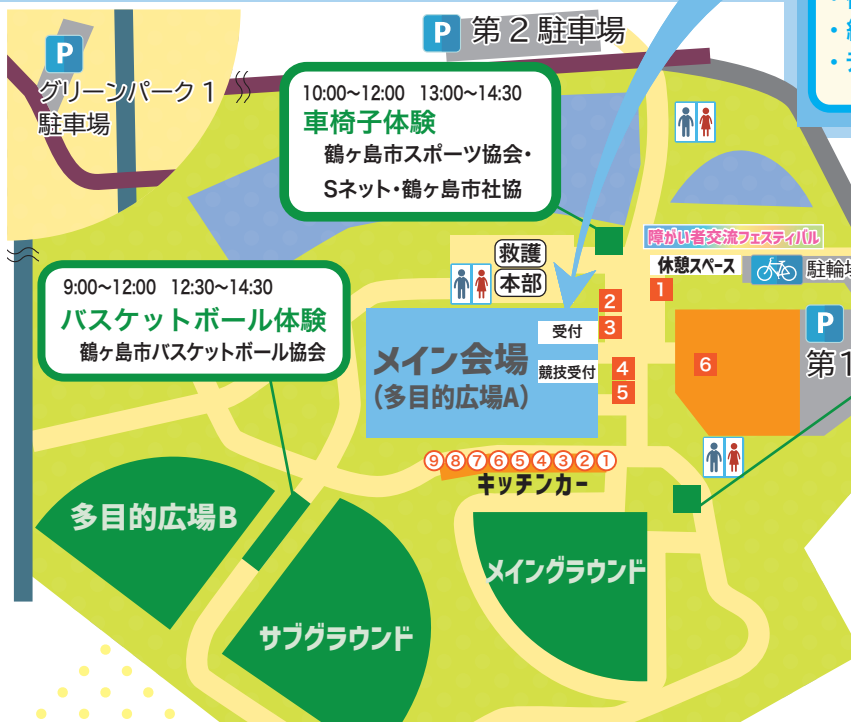 P 第2駐車場
P
グリーンパーク1
駐車場
10:00~12:00 13:00~14:30
車椅子体験
鶴ヶ島市スポーツ協会・
Sネット・鶴ヶ島市社協
障がい者交流フェスティバル
休憩スペース
駐輪場
救護
本部
9:00~12:00 12:30~14:30
バスケットボール体験
鶴ヶ島市バスケットボール協会
1
2
3
受付
メイン会場
(多目的広場A)
競技受付
4
5
6
P
第1
⑨⑧⑦⑥⑤④③②①
キッチンカー
多目的広場B
サブグラウンド
メイングラウンド